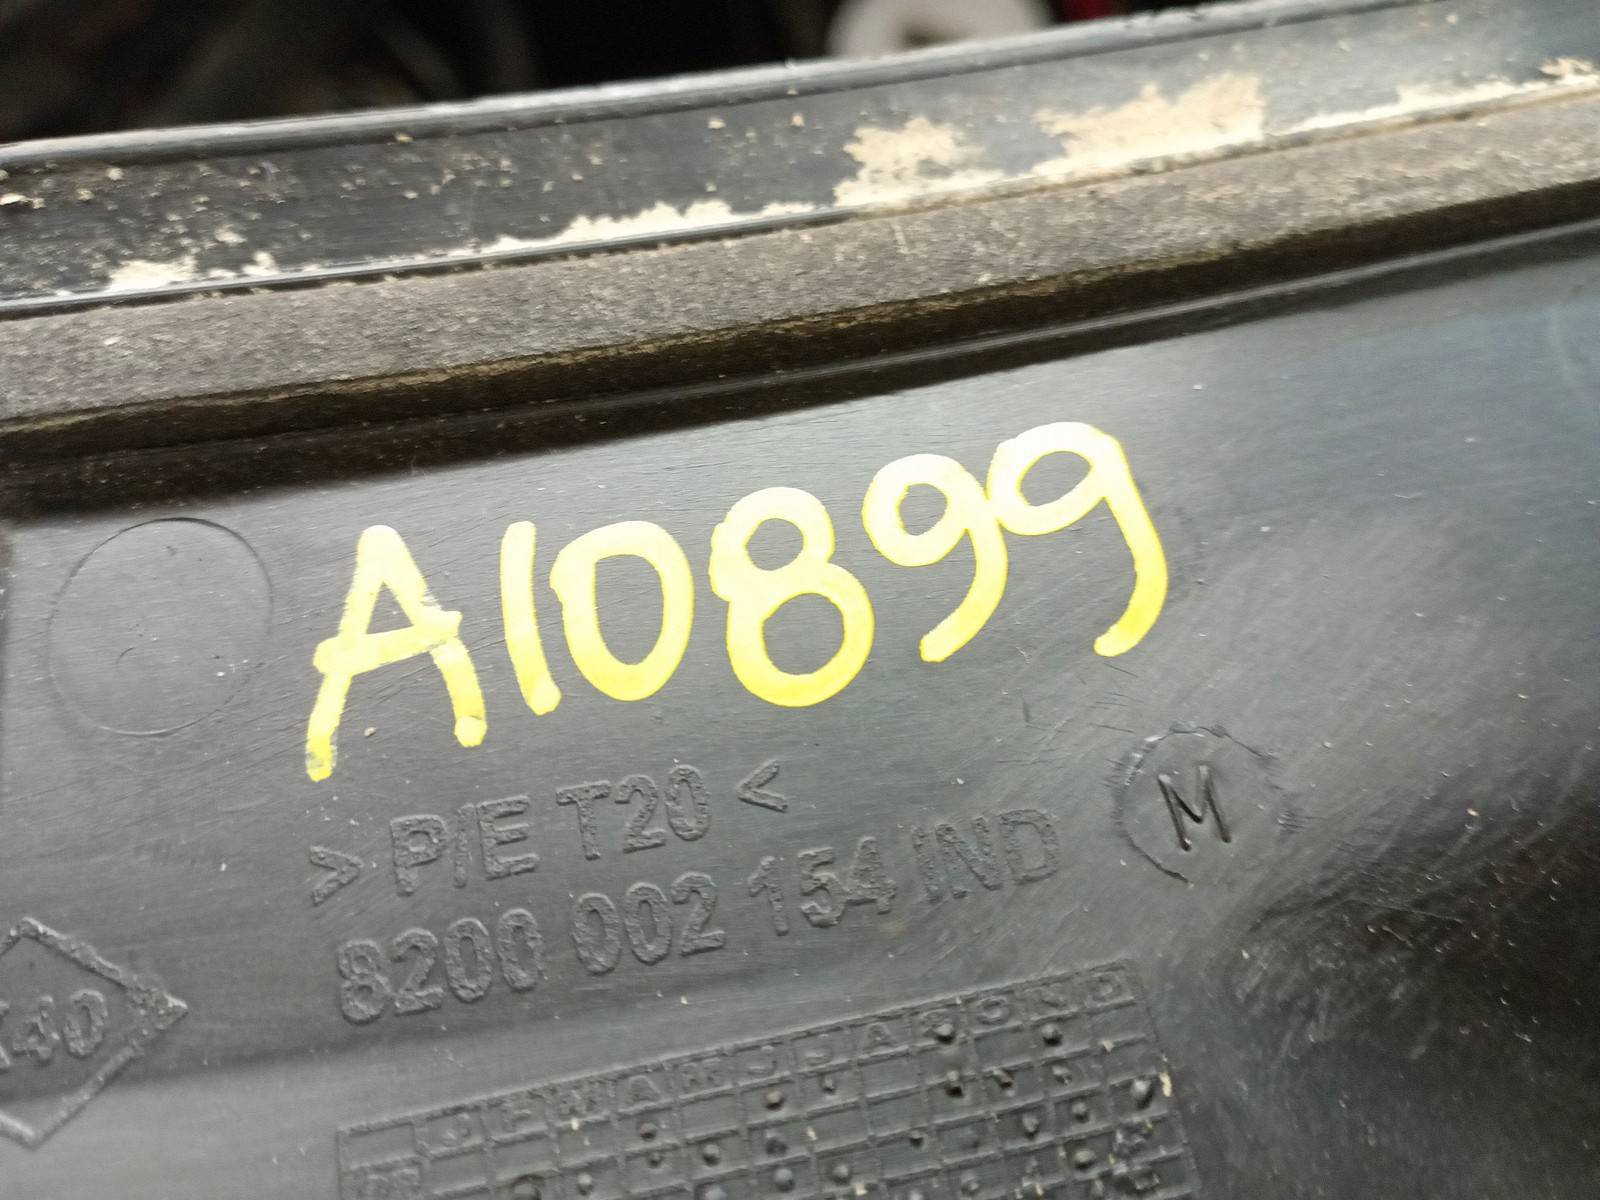 A10899
>P/E T20<
8200 002 154 IND
M
J F M A M J J A S O N D